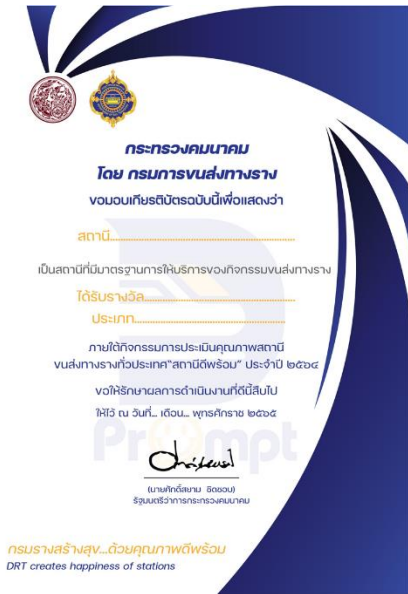 กระทรวงคมนาคม
โดย กรมการขนส่งทางราง
ขอมอบเกียรติบัตรฉบับนี้เพื่อแสดงว่า
สถานี
เป็นสถานีที่มีมาตรฐานการให้บริการของกิจกรรมขนส่งทางราง
ได้รับรางวัล
ประเภท
ภายใต้กิจกรรมการประเมินคุณภาพสถานี
ขนส่งทางรางทั่วประเทศ"สถานีดีพร้อม" ประจำปี ๒๕๖๔
ขอให้รักษาผลการดำเนินงานที่ดีนี้สืบไป
ให้ไว้ ณ วันที่... เดือน... พุทธศักราช ๒๕๖๕
Prompt
(นายศักดิ์สยาม ชิดชอบ)
รัฐมนตรีว่าการกระทรวงคมนาคม
กรมรางสร้างสุข...ด้วยคุณภาพดีพร้อม
DRT creates happiness of stations